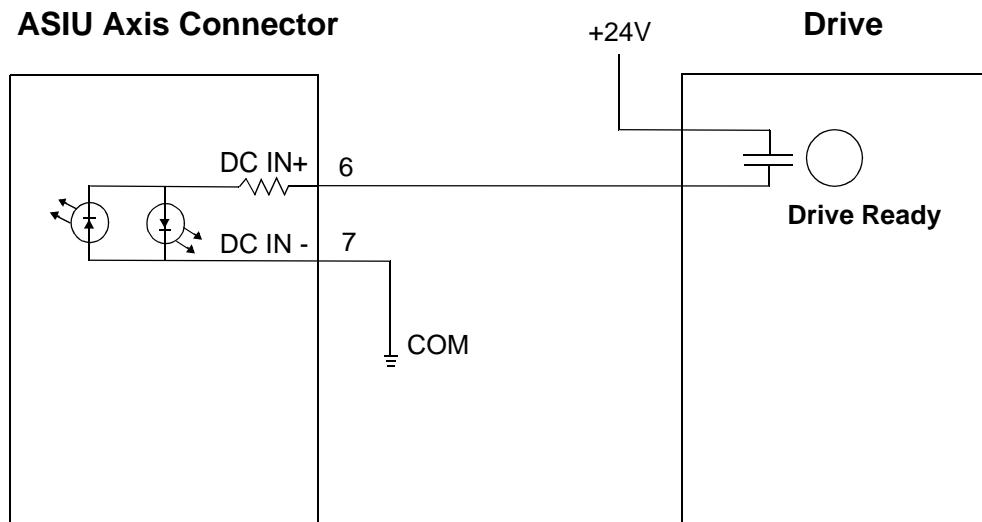 ASIU Axis Connector
+24V
Drive
DC IN+
6
Drive Ready
DC IN -
7
COM